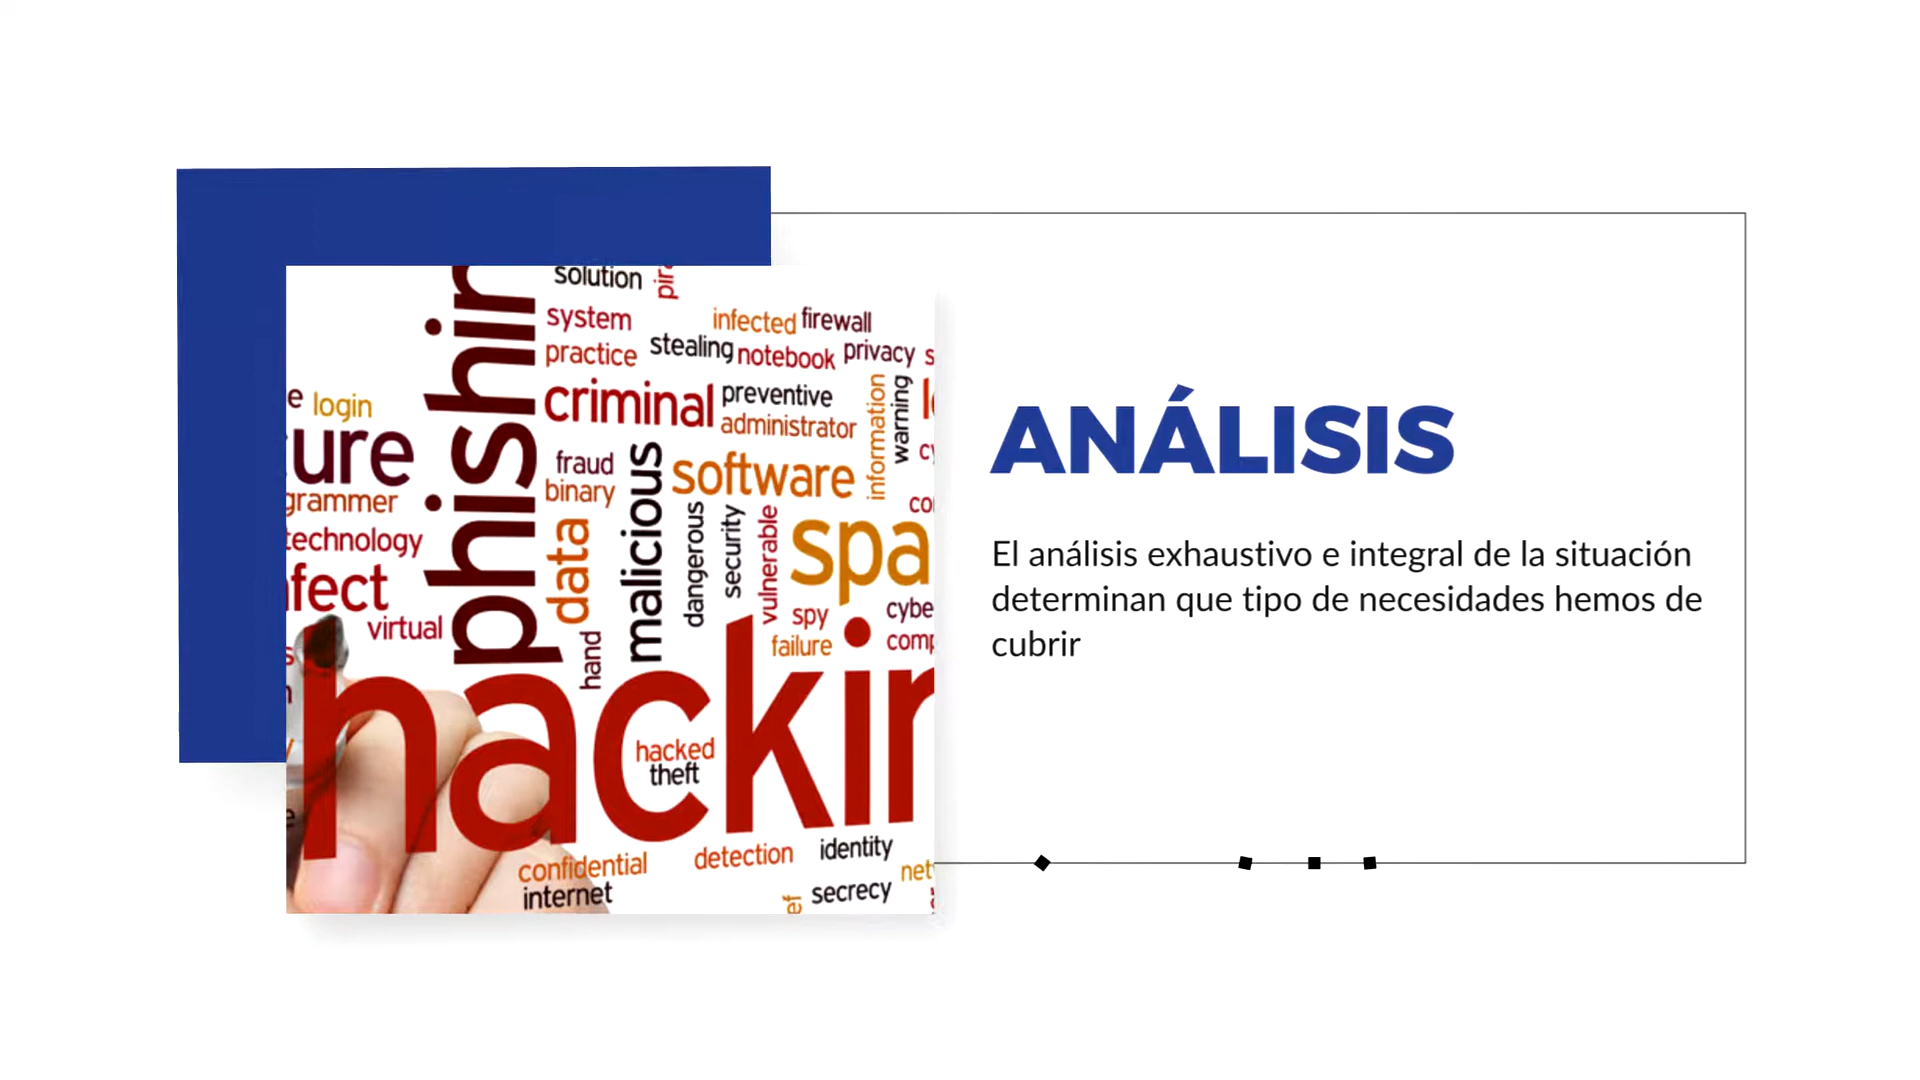 solution
system
infected firewall
practice
stealing notebook privacy
login
criminal
preventive
administrator
information
warning
fraud
binary
malicious
software
technology
data
dangerous
security
vulnerable
virtual
hand
spy
failure
hacked
theft
confidential
detection
identity
internet
secrecy
ANÁLISIS
El análisis exhaustivo e integral de la situación
determinan que tipo de necesidades hemos de
cubrir